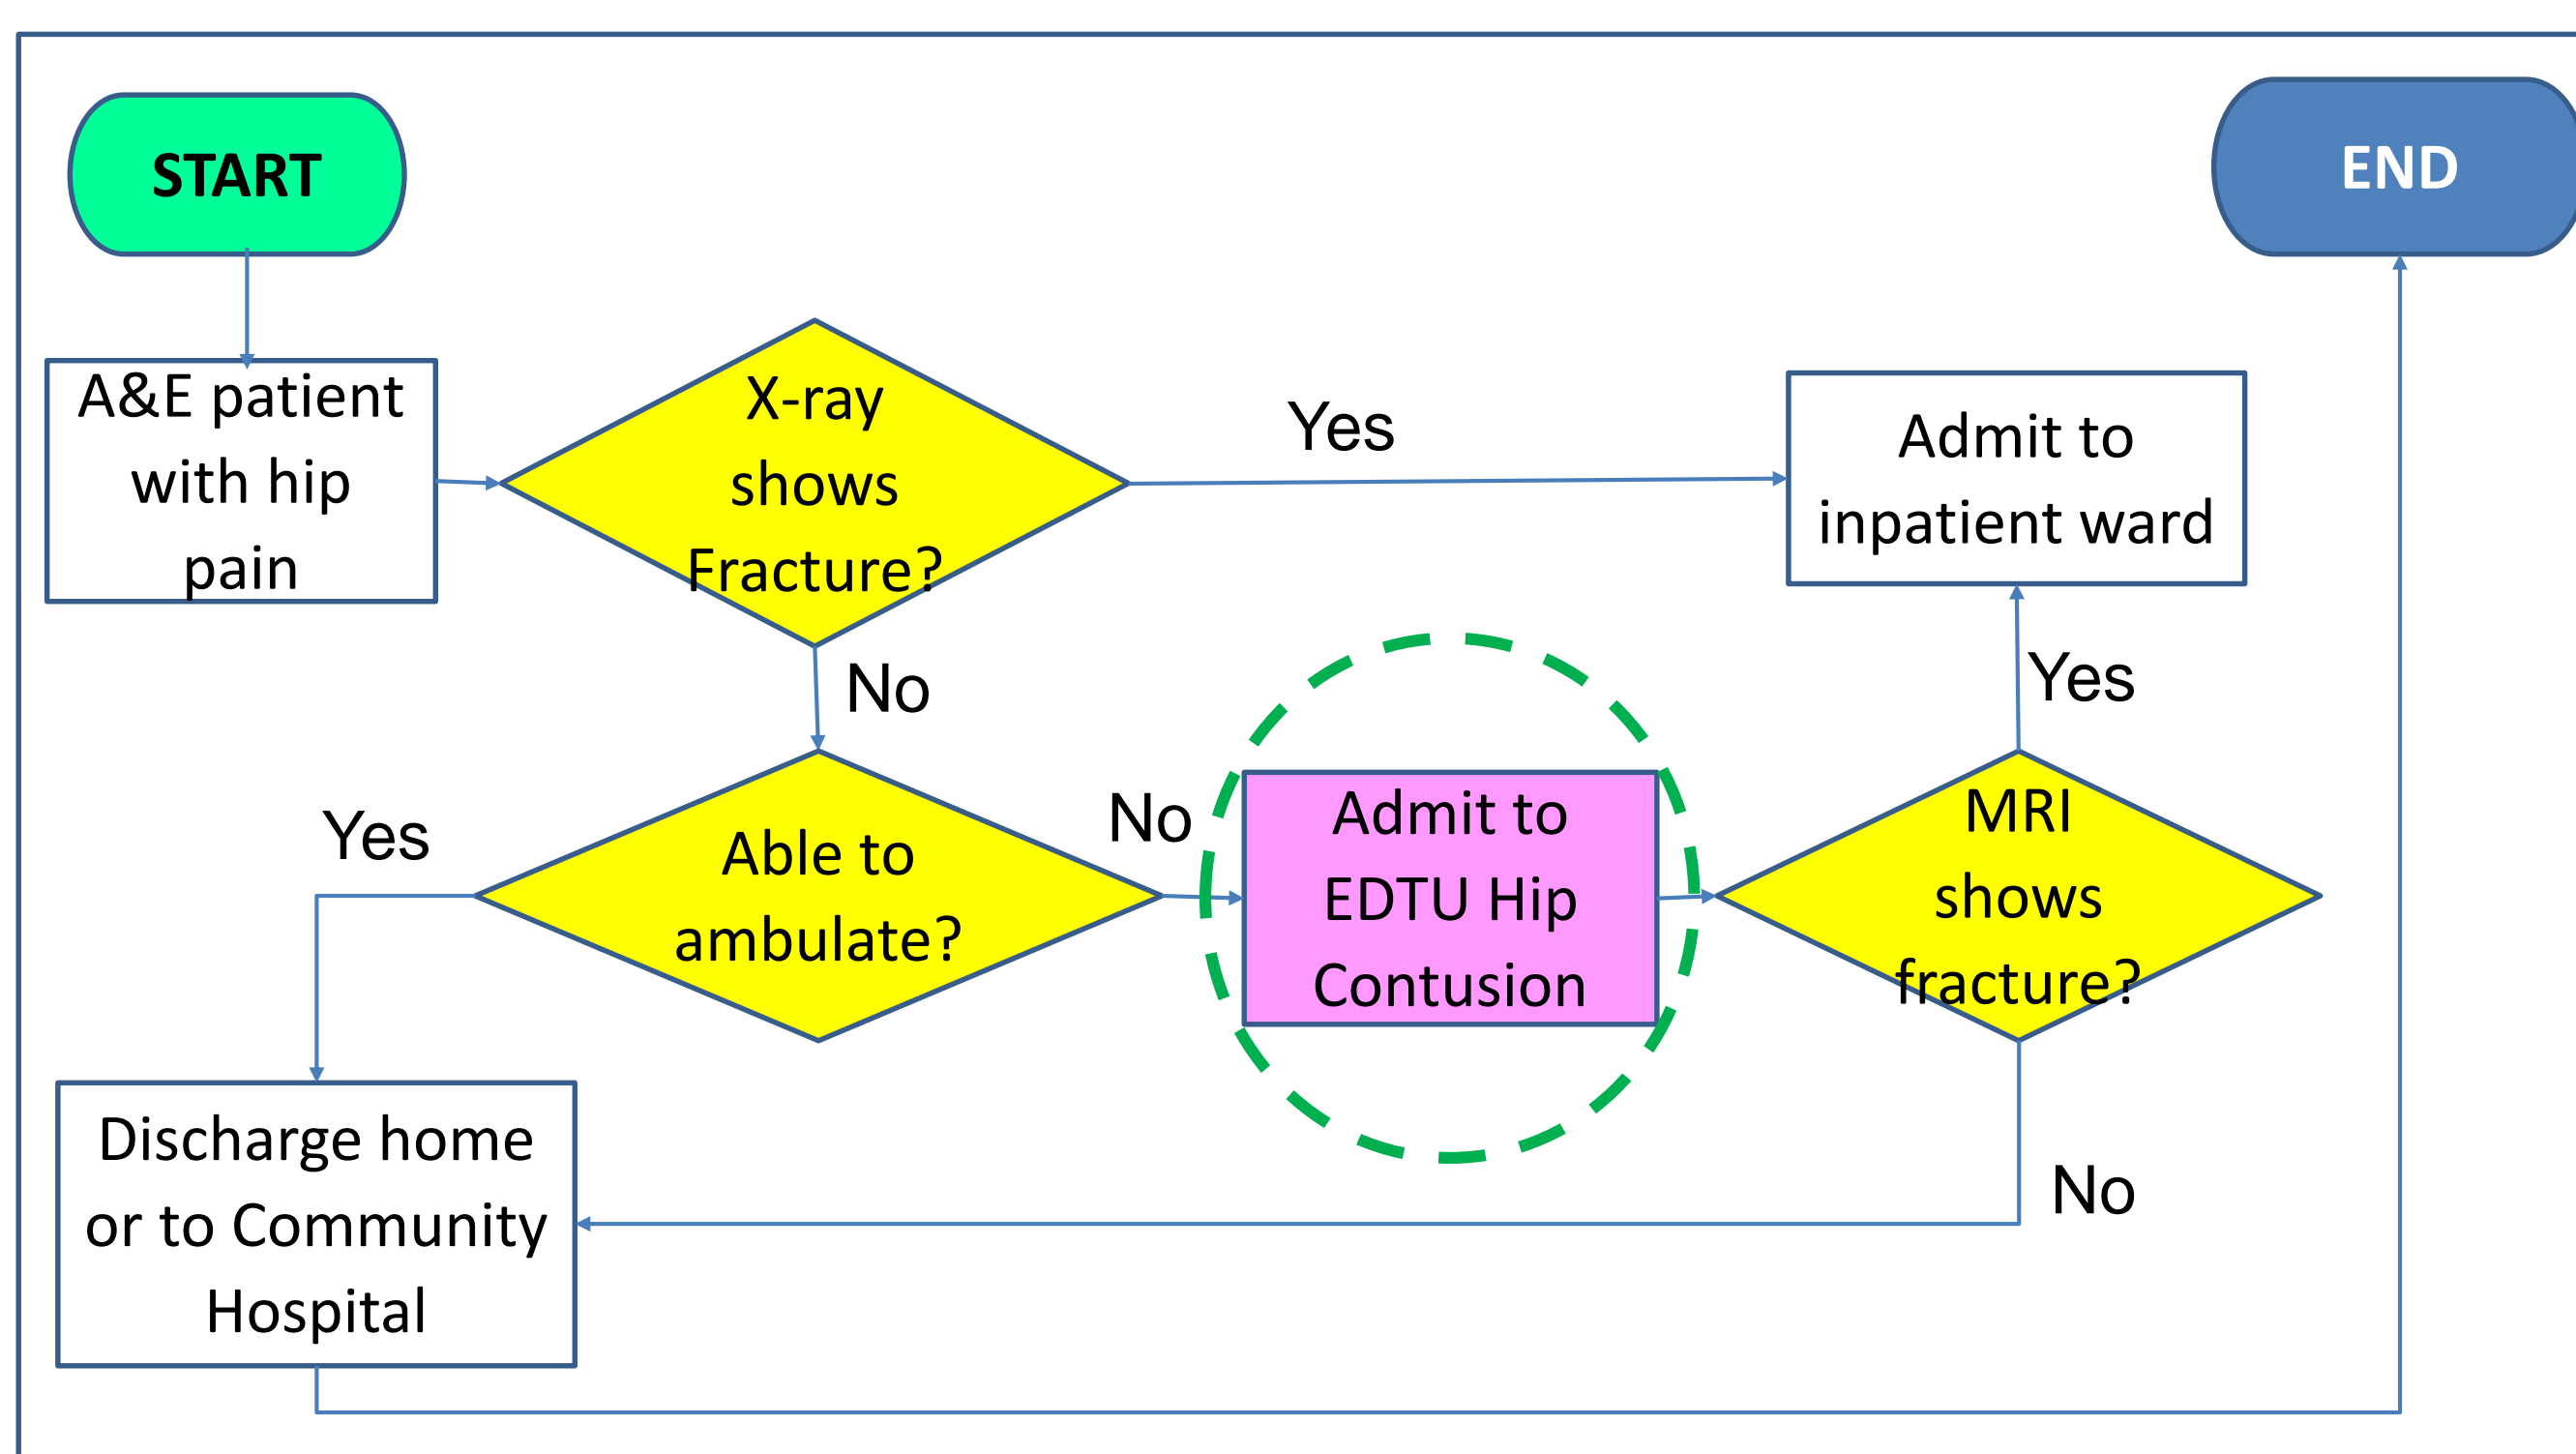 START
END
A&E patient
with hip
pain
X-ray
shows
Fracture?
Yes
Admit to
inpatient ward
No
Yes
Yes
Able to
ambulate?
No
Admit to
EDTU Hip
Contusion
MRI
shows
fracture?
Discharge home
or to Community
Hospital
No